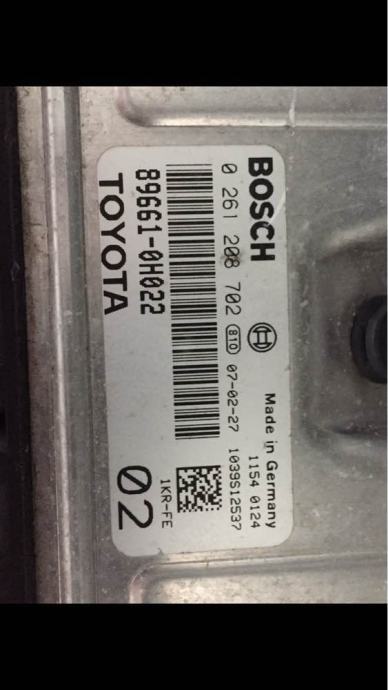 BOSCH
Made in Germany
1154 0124
0 261 208 702 810 07-02-27 1039S12537
89661-0H022
1KR-FE
TOYOTA
02